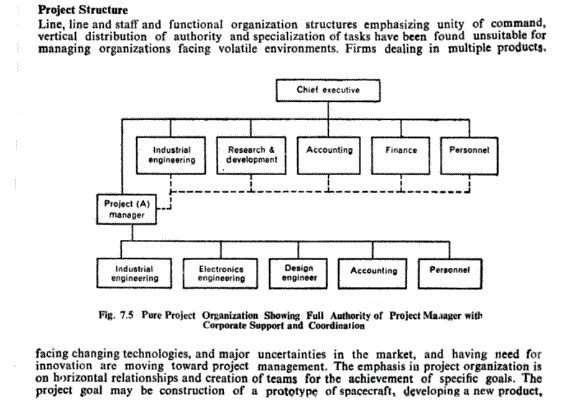 Project Structure
Line, line and staff and functional organization structures emphasizing unity of command,
vertical distribution of authority and specialization of tasks have been found unsuitable for
managing organizations facing volatile environments. Firms dealing in multiple products,
Chief executive
Industrial
engineering
Research &
development
Accounting
Finance
Personnel
Project (A)
manager
Industrial
engineering
Electronics
engineering
Design
engineer
Accounting
Personnel
Fig. 7.5 Pure Project Organization Showing Full Authority of Project Manager with
Corporate Support and Coordination
facing changing technologies, and major uncertainties in the market, and having need for
innovation are moving toward project management. The emphasis in project organization is
on horizontal relationships and creation of teams for the achievement of specific goals. The
project goal may be construction of a prototype of spacecraft, developing a new product,